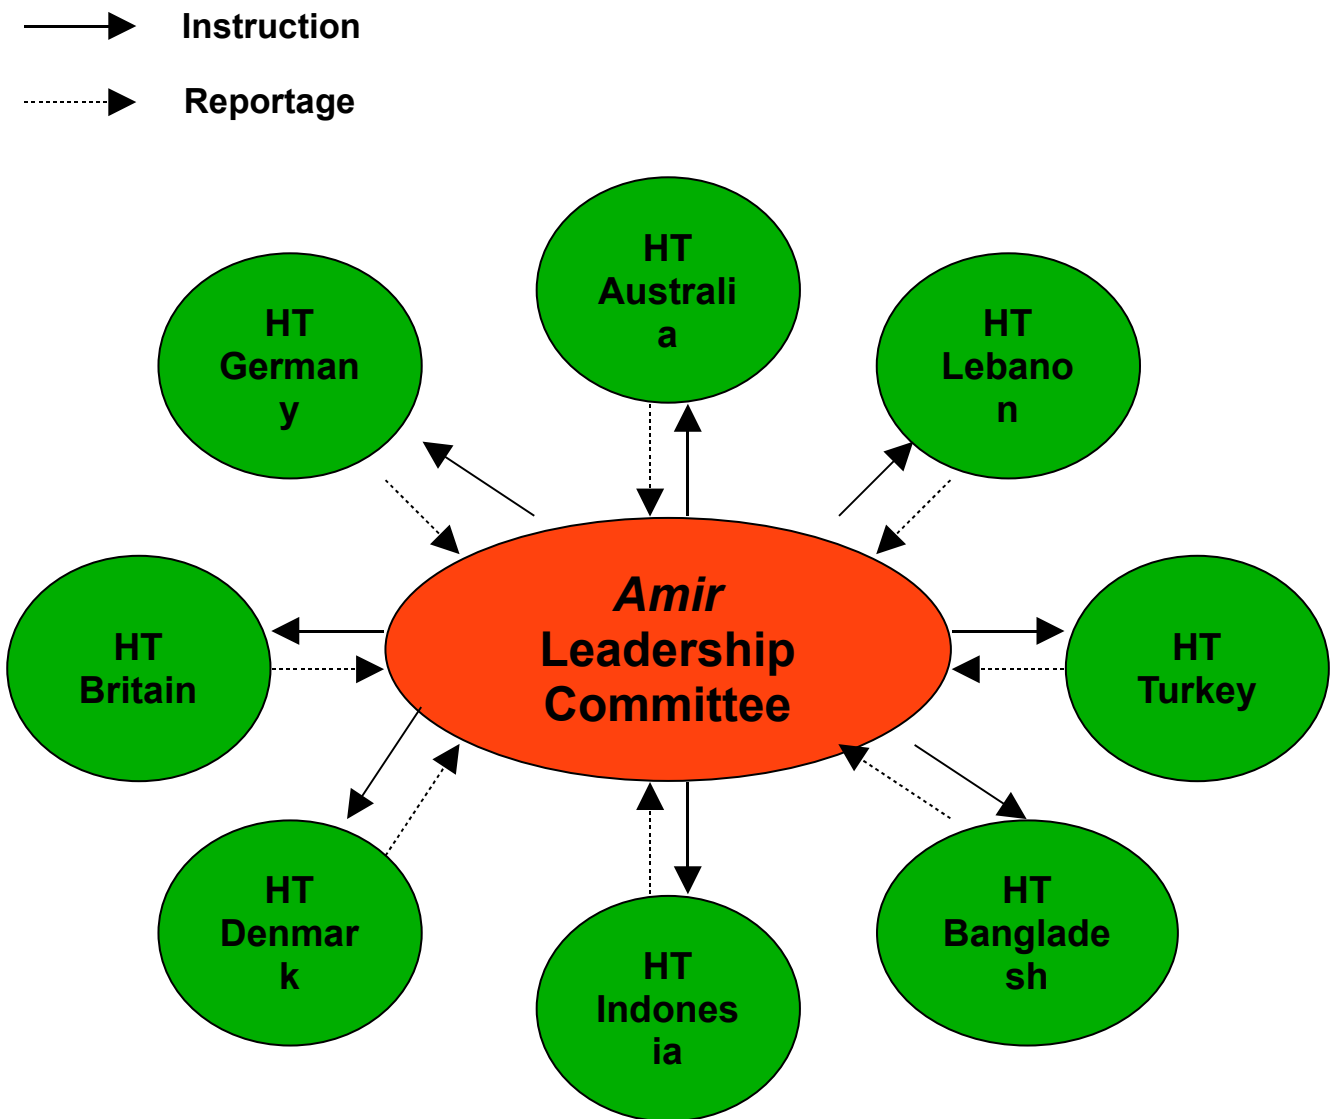 Instruction
Reportage
HT
Australi
a
HT
German
y
HT
Lebano
n
Amir
Leadership
Committee
HT
Britain
HT
Turkey
HT
Denmar
k
HT
Banglade
sh
HT
Indones
ia